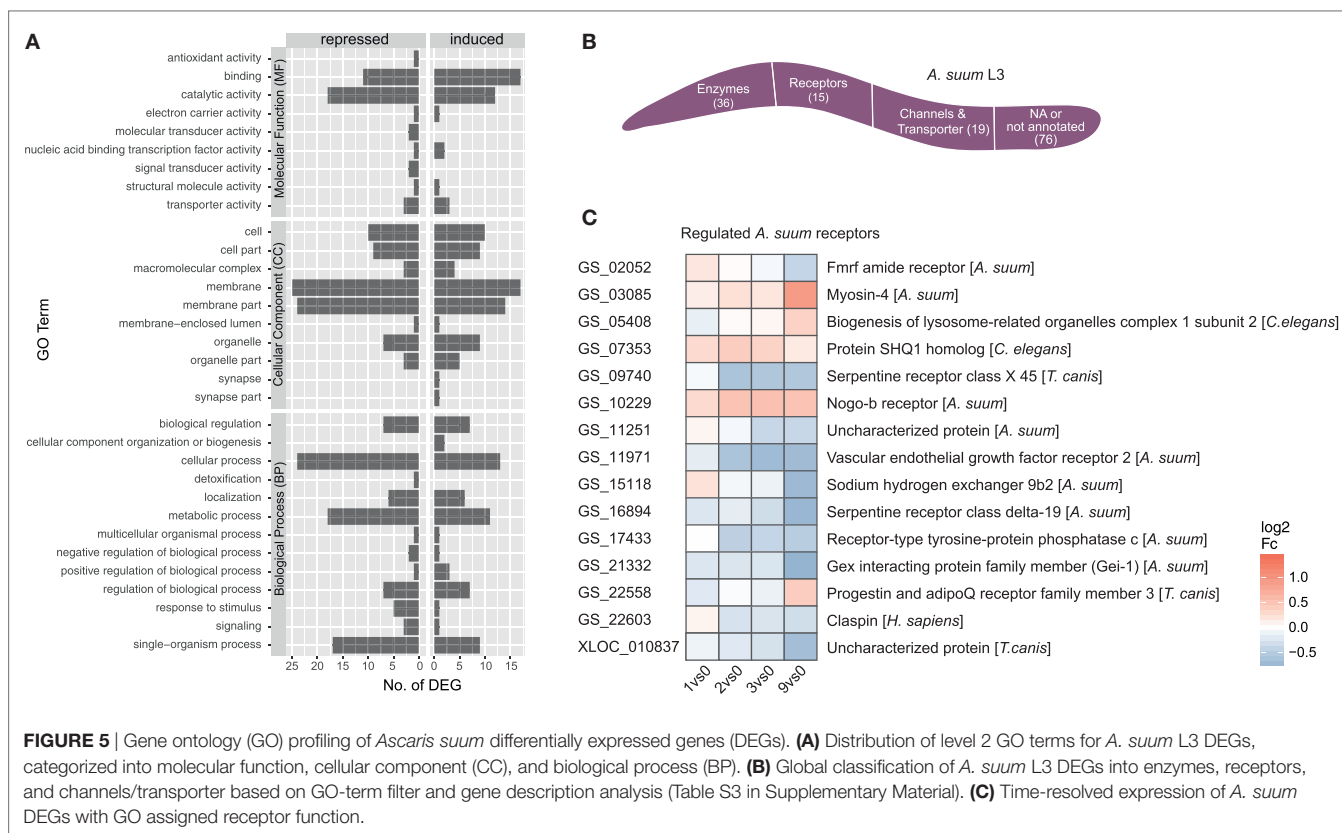 A
repressed
induced
GO Term
Molecular Function (MF)
antioxidant activity
binding
catalytic activity
electron carrier activity
molecular transducer activity
nucleic acid binding transcription factor activity
signal transducer activity
structural molecule activity
transporter activity
Cellular Component (CC)
cell
cell part
macromolecular complex
membrane
membrane part
membrane−enclosed lumen
organelle
organelle part
synapse
synapse part
Biological Process (BP)
biological regulation
cellular component organization or biogenesis
cellular process
detoxification
localization
metabolic process
multicellular organismal process
negative regulation of biological process
positive regulation of biological process
regulation of biological process
response to stimulus
signaling
single−organism process
25 20 15 10 5 0 0 5 10 15
No. of DEG
B
A. suum L3
Enzymes
(36)
Receptors
(15)
Channels &
Transporter (19)
NA or
not annotated
(76)
C
Regulated A. suum receptors
GS_02052 Fmrf amide receptor [A. suum]
GS_03085 Myosin-4 [A. suum]
GS_05408 Biogenesis of lysosome-related organelles complex 1 subunit 2 [C.elegans]
GS_07353 Protein SHQ1 homolog [C. elegans]
GS_09740 Serpentine receptor class X 45 [T. canis]
GS_10229 Nogo-b receptor [A. suum]
GS_11251 Uncharacterized protein [A. suum]
GS_11971 Vascular endothelial growth factor receptor 2 [A. suum]
GS_15118 Sodium hydrogen exchanger 9b2 [A. suum]
GS_16894 Serpentine receptor class delta-19 [A. suum]
GS_17433 Receptor-type tyrosine-protein phosphatase c [A. suum]
GS_21332 Gex interacting protein family member (Gei-1) [A. suum]
GS_22558 Progestin and adipoQ receptor family member 3 [T. canis]
GS_22603 Claspin [H. sapiens]
XLOC_010837 Uncharacterized protein [T.canis]
1vs0 2vs0 3vs0 9vs0
log2
Fc
1.0
0.5
0.0
−0.5
FIGURE 5 | Gene ontology (GO) profiling of Ascaris suum differentially expressed genes (DEGs). (A) Distribution of level 2 GO terms for A. suum L3 DEGs,
categorized into molecular function, cellular component (CC), and biological process (BP). (B) Global classification of A. suum L3 DEGs into enzymes, receptors,
and channels/transporter based on GO-term filter and gene description analysis (Table S3 in Supplementary Material). (C) Time-resolved expression of A. suum
DEGs with GO assigned receptor function.